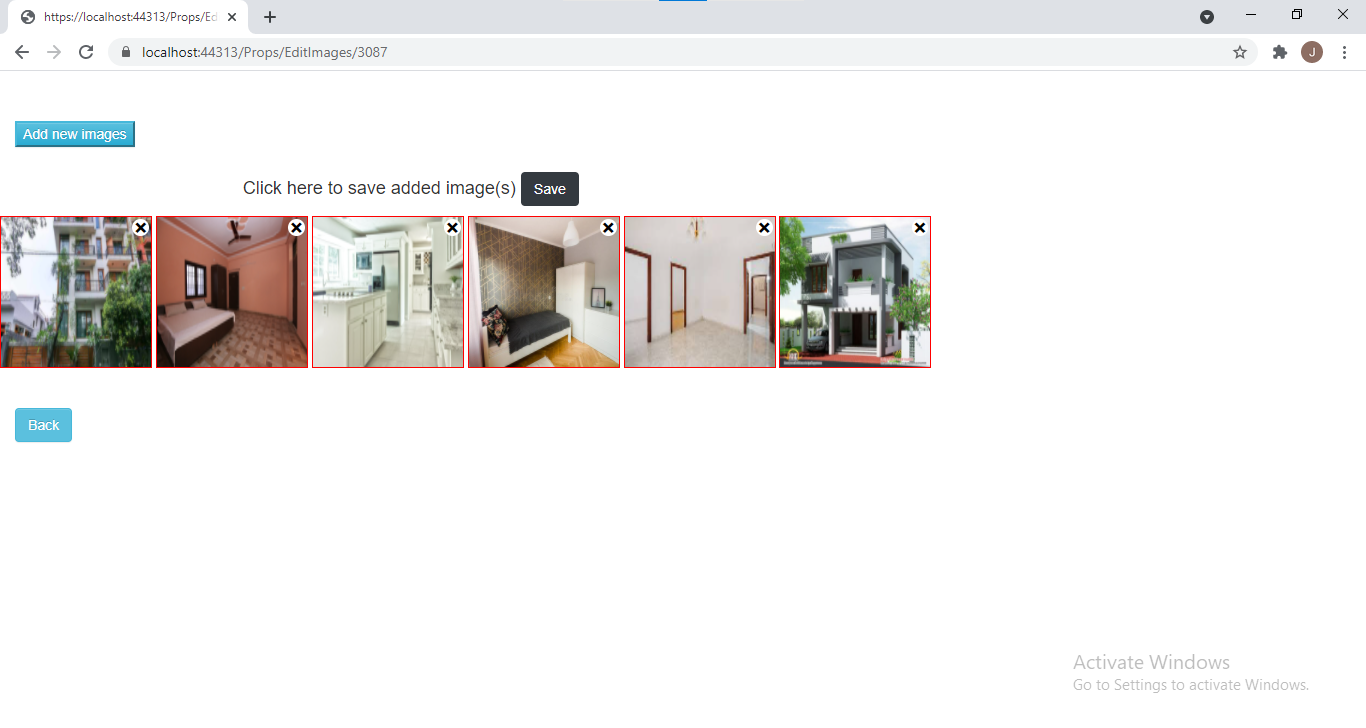 https://localhost:44313/Props/Ed
J
localhost:44313/Props/EditImages/3087
Add new images
Click here to save added image(s) Save
Back
Activate Windows
Go to Settings to activate Windows.